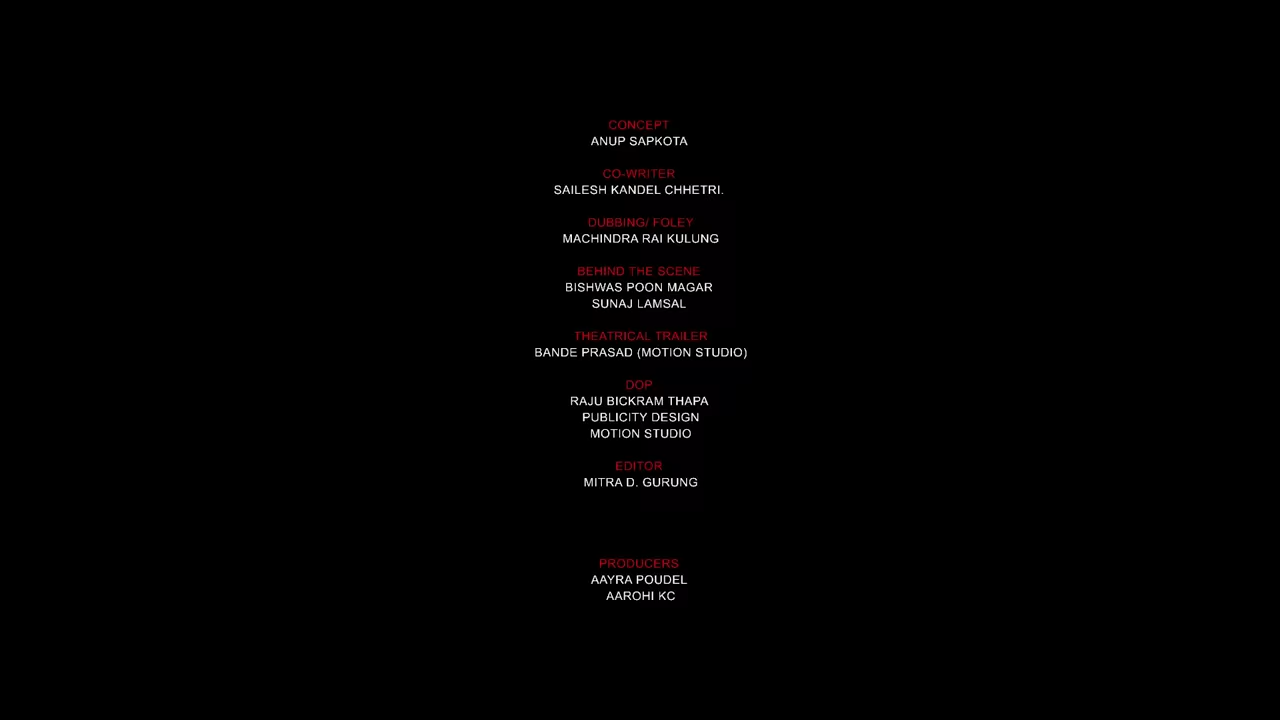 CONCEPT
ANUP SAPKOTA
CO-WRITER
SAILESH KANDEL CHHETRI.
DUBBING/ FOLEY
MACHINDRA RAI KULUNG
BEHIND THE SCENE
BISHWAS POON MAGAR
SUNAJ LAMSAL
THEATRICAL TRAILER
BANDE PRASAD (MOTION STUDIO)
DOP
RAJU BICKRAM THAPA
PUBLICITY DESIGN
MOTION STUDIO
EDITOR
MITRA D. GURUNG
PRODUCERS
AAYRA POUDEL
AAROHI KC